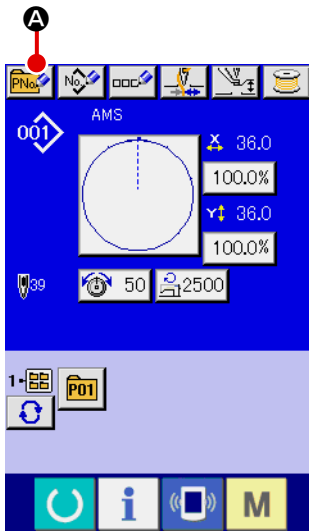 A
PNo. No.
001 AMS
X 36.0
100.0%
Y 36.0
100.0%
39 50 2500
1- P01
i M